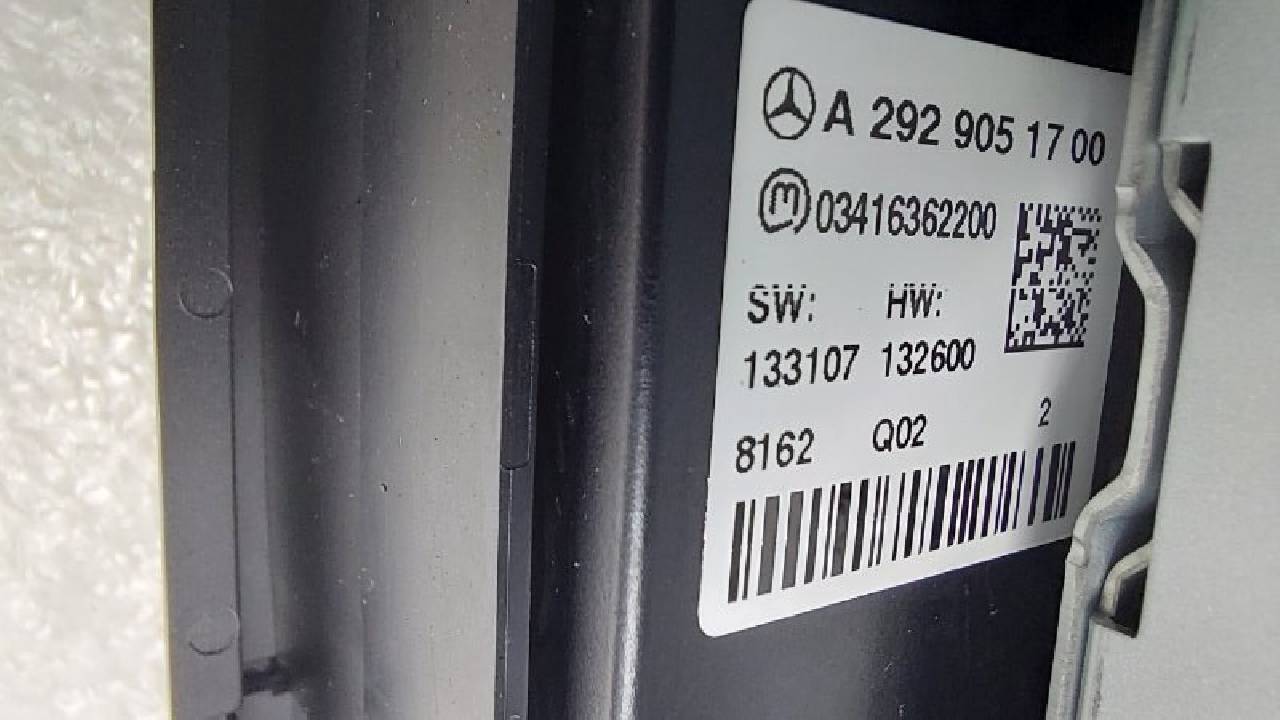 A 292 905 17 00
m 03416362200
SW: HW:
133107 132600
8162 Q02 2